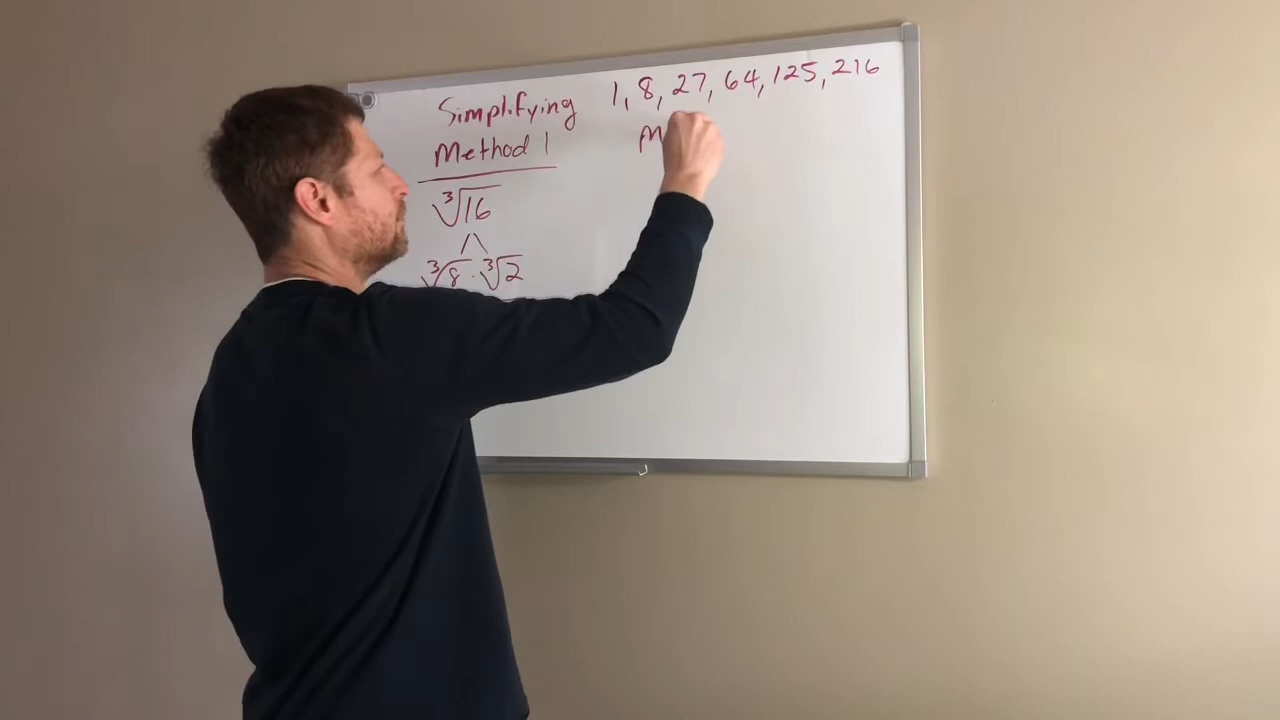 Simplifying
Method 1
∛16
∛8 · ∛2
1, 8, 27, 64, 125, 216
M